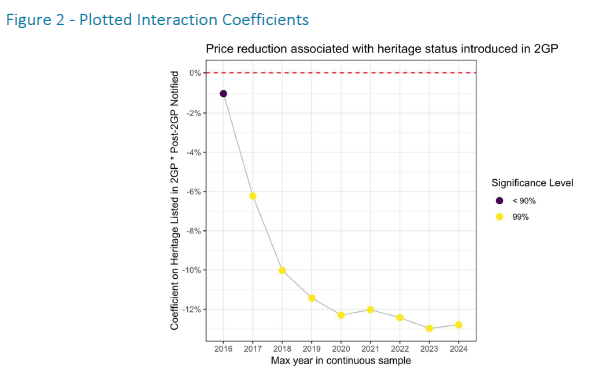 Figure 2 - Plotted Interaction Coefficients
Price reduction associated with heritage status introduced in 2GP
Coefficient on Heritage Listed in 2GP * Post-2GP Notified
0%
-2%
-4%
-6%
-8%
-10%
-12%
2016 2017 2018 2019 2020 2021 2022 2023 2024
Max year in continuous sample
Significance Level
< 90%
99%